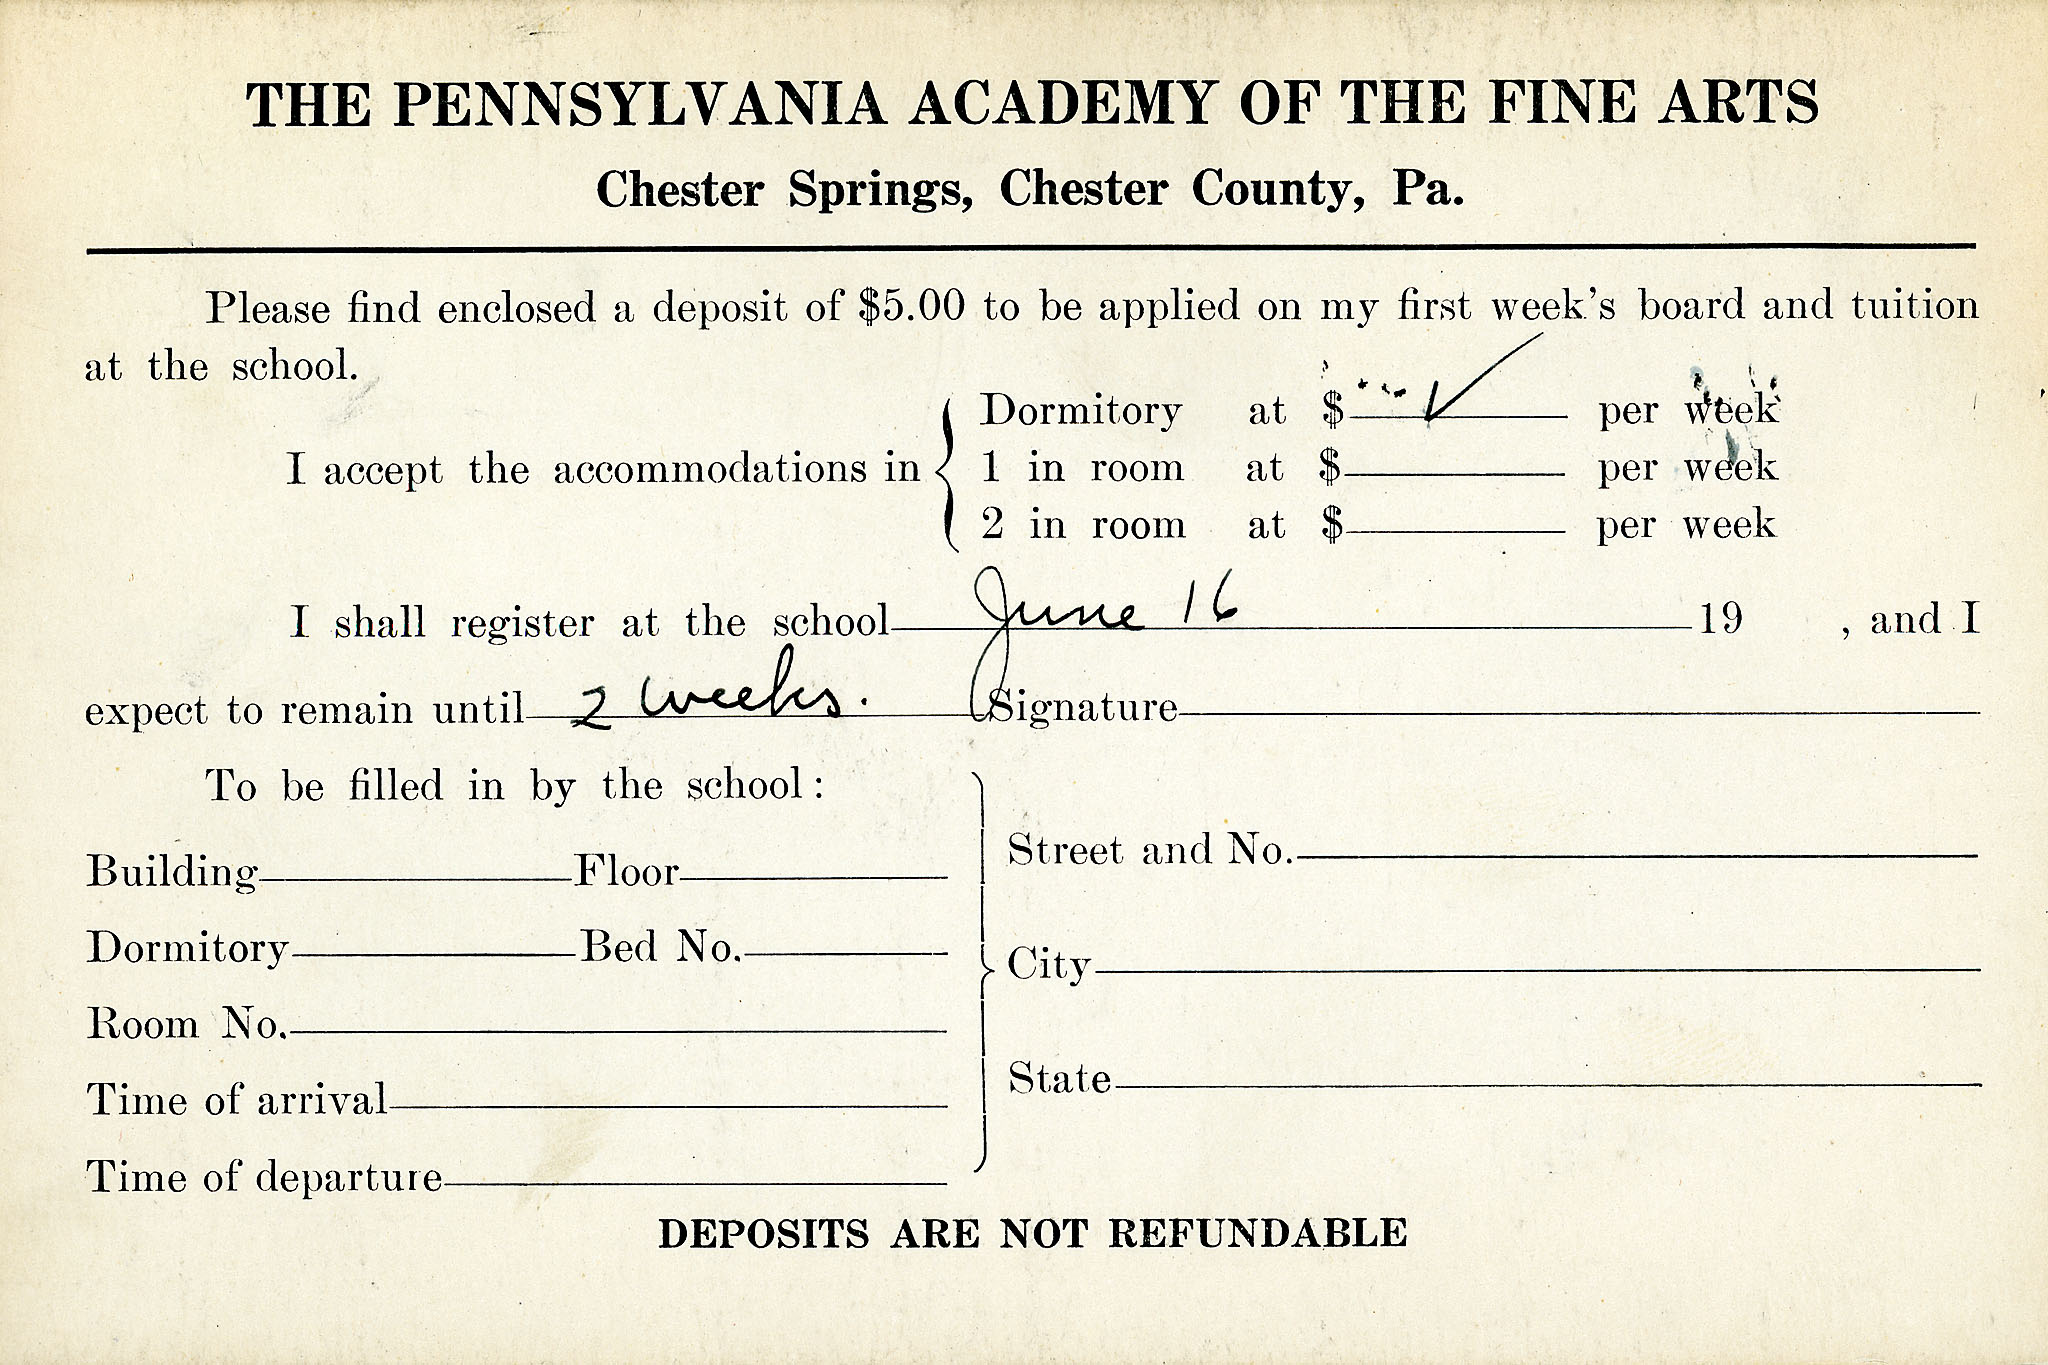 THE PENNSYLVANIA ACADEMY OF THE FINE ARTS
Chester Springs, Chester County, Pa.
Please find enclosed a deposit of $5.00 to be applied on my first week's board and tuition
at the school.
Dormitory at $ ✓ per week
I accept the accommodations in { 1 in room at $ per week
2 in room at $ per week
I shall register at the school June 16 19 , and I
expect to remain until 2 weeks. Signature
To be filled in by the school:
Building Floor
Street and No.
Dormitory Bed No.
City
Room No.
State
Time of arrival
Time of departure
DEPOSITS ARE NOT REFUNDABLE